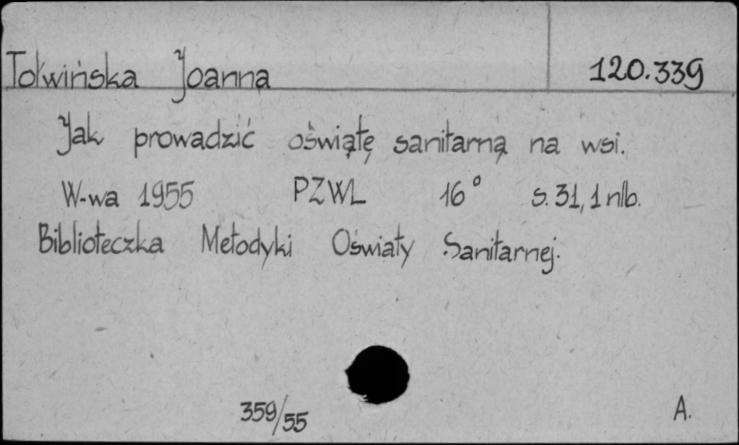 Tołwińska Joanna 120.339
Jak prowadzić oświatę sanitarną na wsi.
W-wa 1955 PZWL 16° s. 31, 1 nlb.
Biblioteczka Metodyki Oświaty Sanitarnej.
359/55 A.